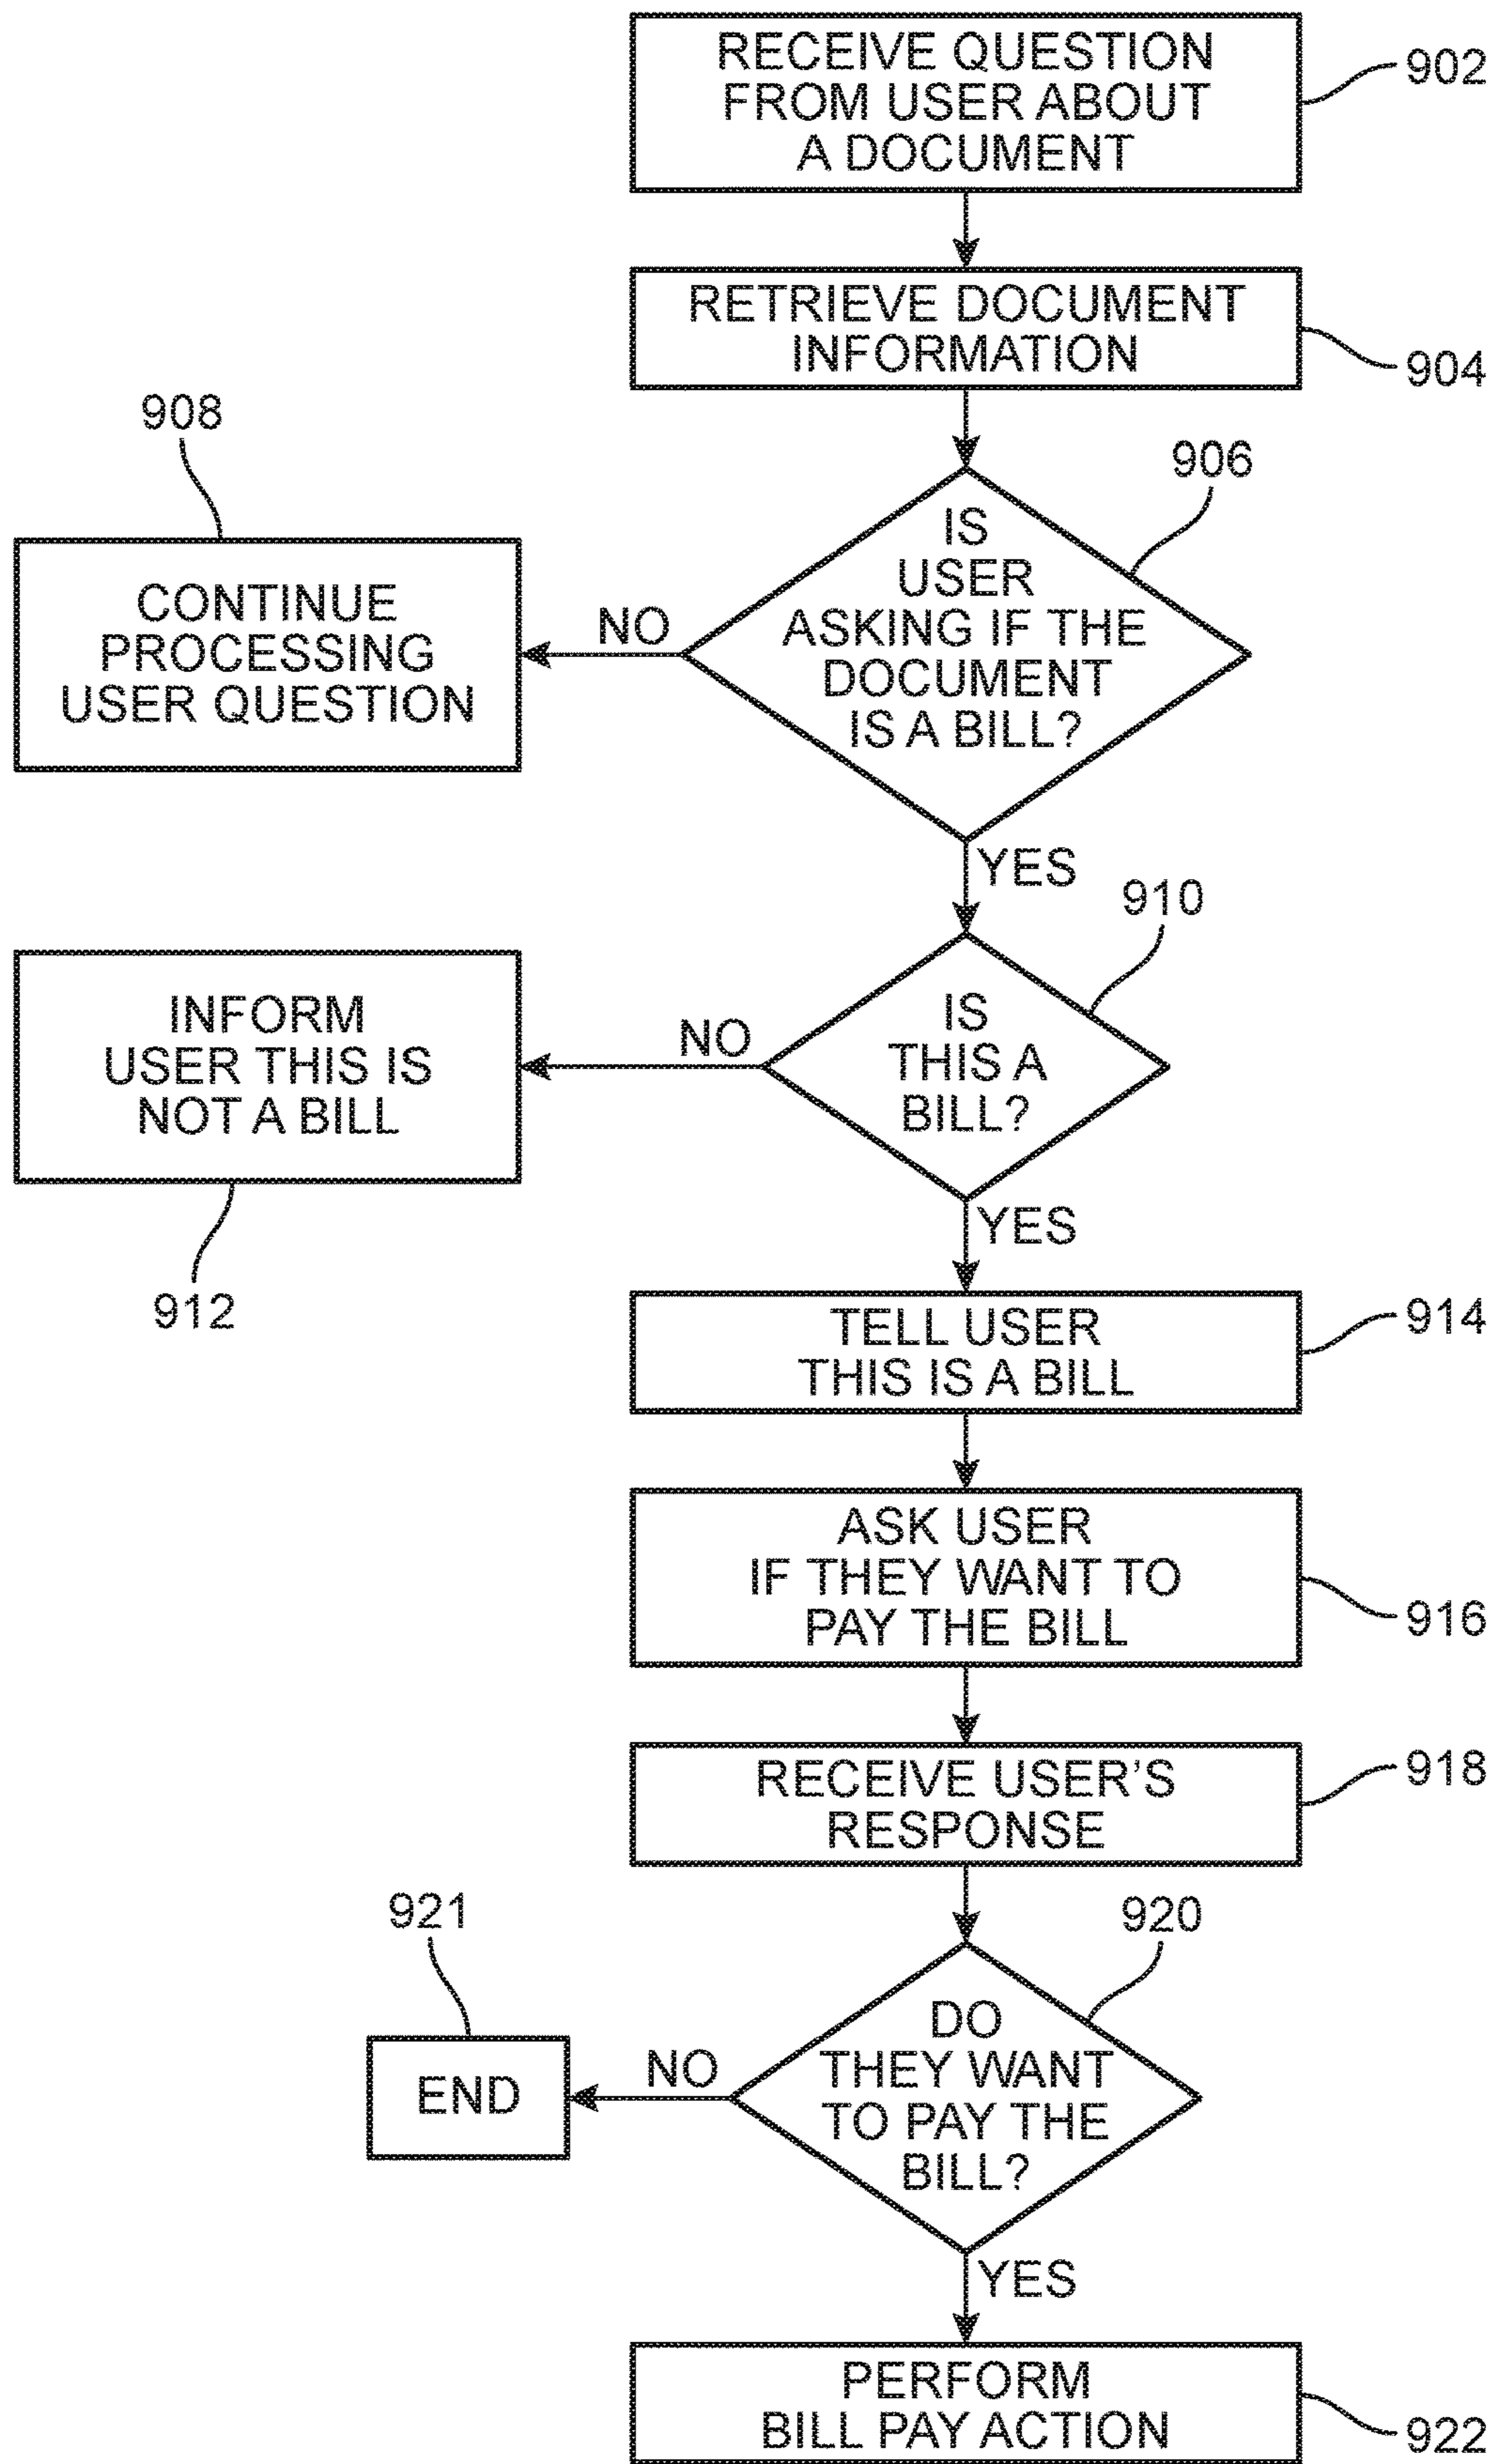 RECEIVE QUESTION
FROM USER ABOUT
A DOCUMENT
902
RETRIEVE DOCUMENT
INFORMATION
904
906
IS
USER
ASKING IF THE
DOCUMENT
IS A BILL?
NO
908
CONTINUE
PROCESSING
USER QUESTION
YES
910
IS
THIS A
BILL?
NO
INFORM
USER THIS IS
NOT A BILL
912
YES
TELL USER
THIS IS A BILL
914
ASK USER
IF THEY WANT TO
PAY THE BILL
916
RECEIVE USER'S
RESPONSE
918
920
DO
THEY WANT
TO PAY THE
BILL?
NO
921
END
YES
PERFORM
BILL PAY ACTION
922